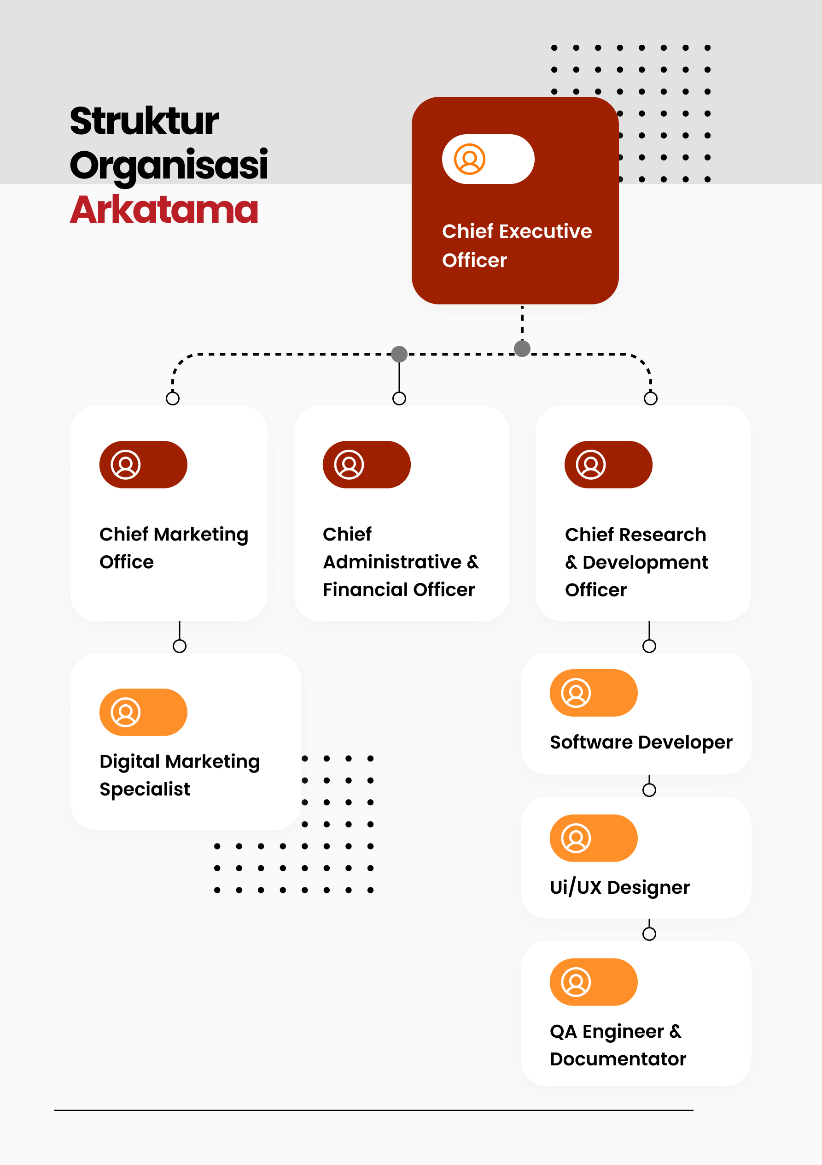 Struktur
Organisasi
Arkatama
Chief Executive
Officer
Chief Marketing
Office
Chief
Administrative &
Financial Officer
Chief Research
& Development
Officer
Digital Marketing
Specialist
Software Developer
Ui/UX Designer
QA Engineer &
Documentator